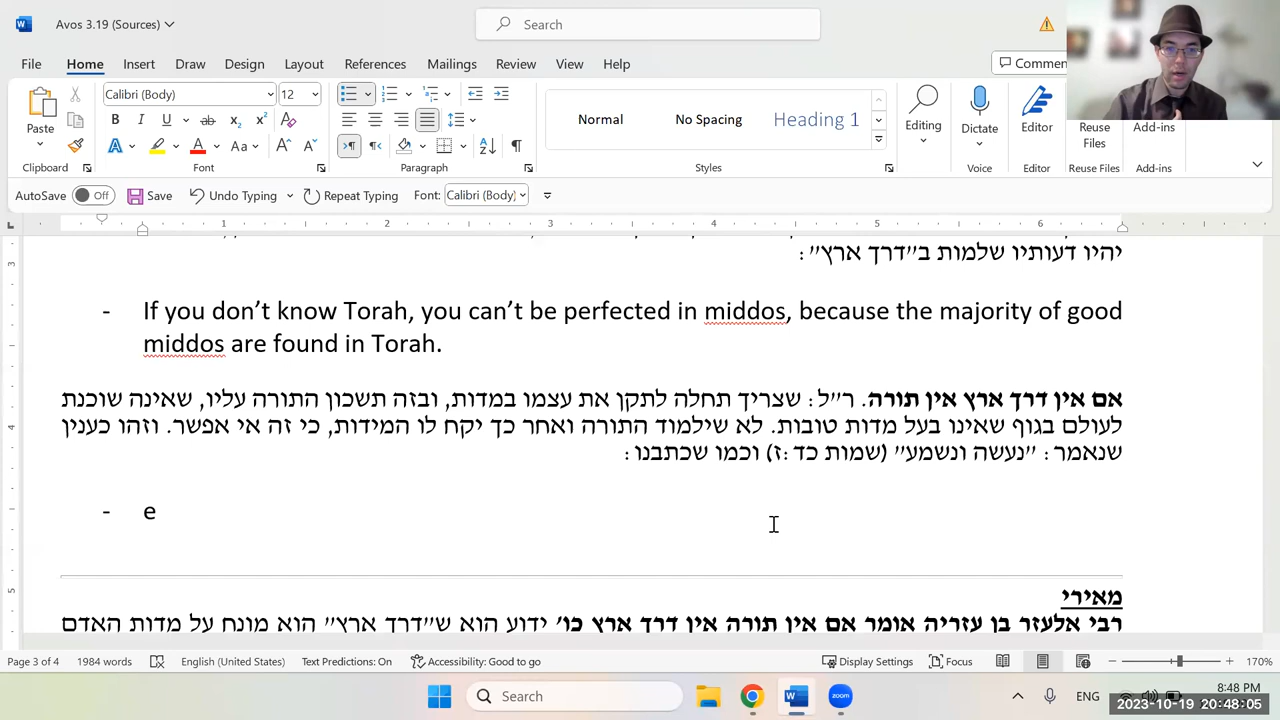 Avos 3.19 (Sources)
Search
File Home Insert Draw Design Layout References Mailings Review View Help Commen
Calibri (Body) 12
Paste
Normal No Spacing Heading 1
Editing Dictate Editor Reuse Files Add-ins
Clipboard Font Paragraph Styles Voice Reuse Files Add-ins
AutoSave Off Save Undo Typing Repeat Typing Font: Calibri (Body)
1 2 3 4 5 6
יהיו דעותיו שלמות ב"דרך ארץ":
- If you don't know Torah, you can't be perfected in middos, because the majority of good
middos are found in Torah.
אם אין דרך ארץ אין תורה. ר"ל: שצריך תחלה לתקן את עצמו במדות, ובזה תשכון התורה עליו, שאינה שוכנת
לעולם בגוף שאינו בעל מדות טובות. לא שילמוד התורה ואחר כך יקח לו המידות, כי זה אי אפשר. וזהו כענין
שנאמר: "נעשה ונשמע" (שמות כד:ז) וכמו שכתבנו:
- e
מאירי
רבי אלעזר בן עזריה אומר אם אין תורה אין דרך ארץ כו' ידוע הוא ש"דרך ארץ" הוא מונח על מדות האדם
Page 3 of 4 1984 words English (United States) Text Predictions: On Accessibility: Good to go Display Settings Focus 170%
Search zoom ENG 8:48 PM
2023-10-19 20:48:05